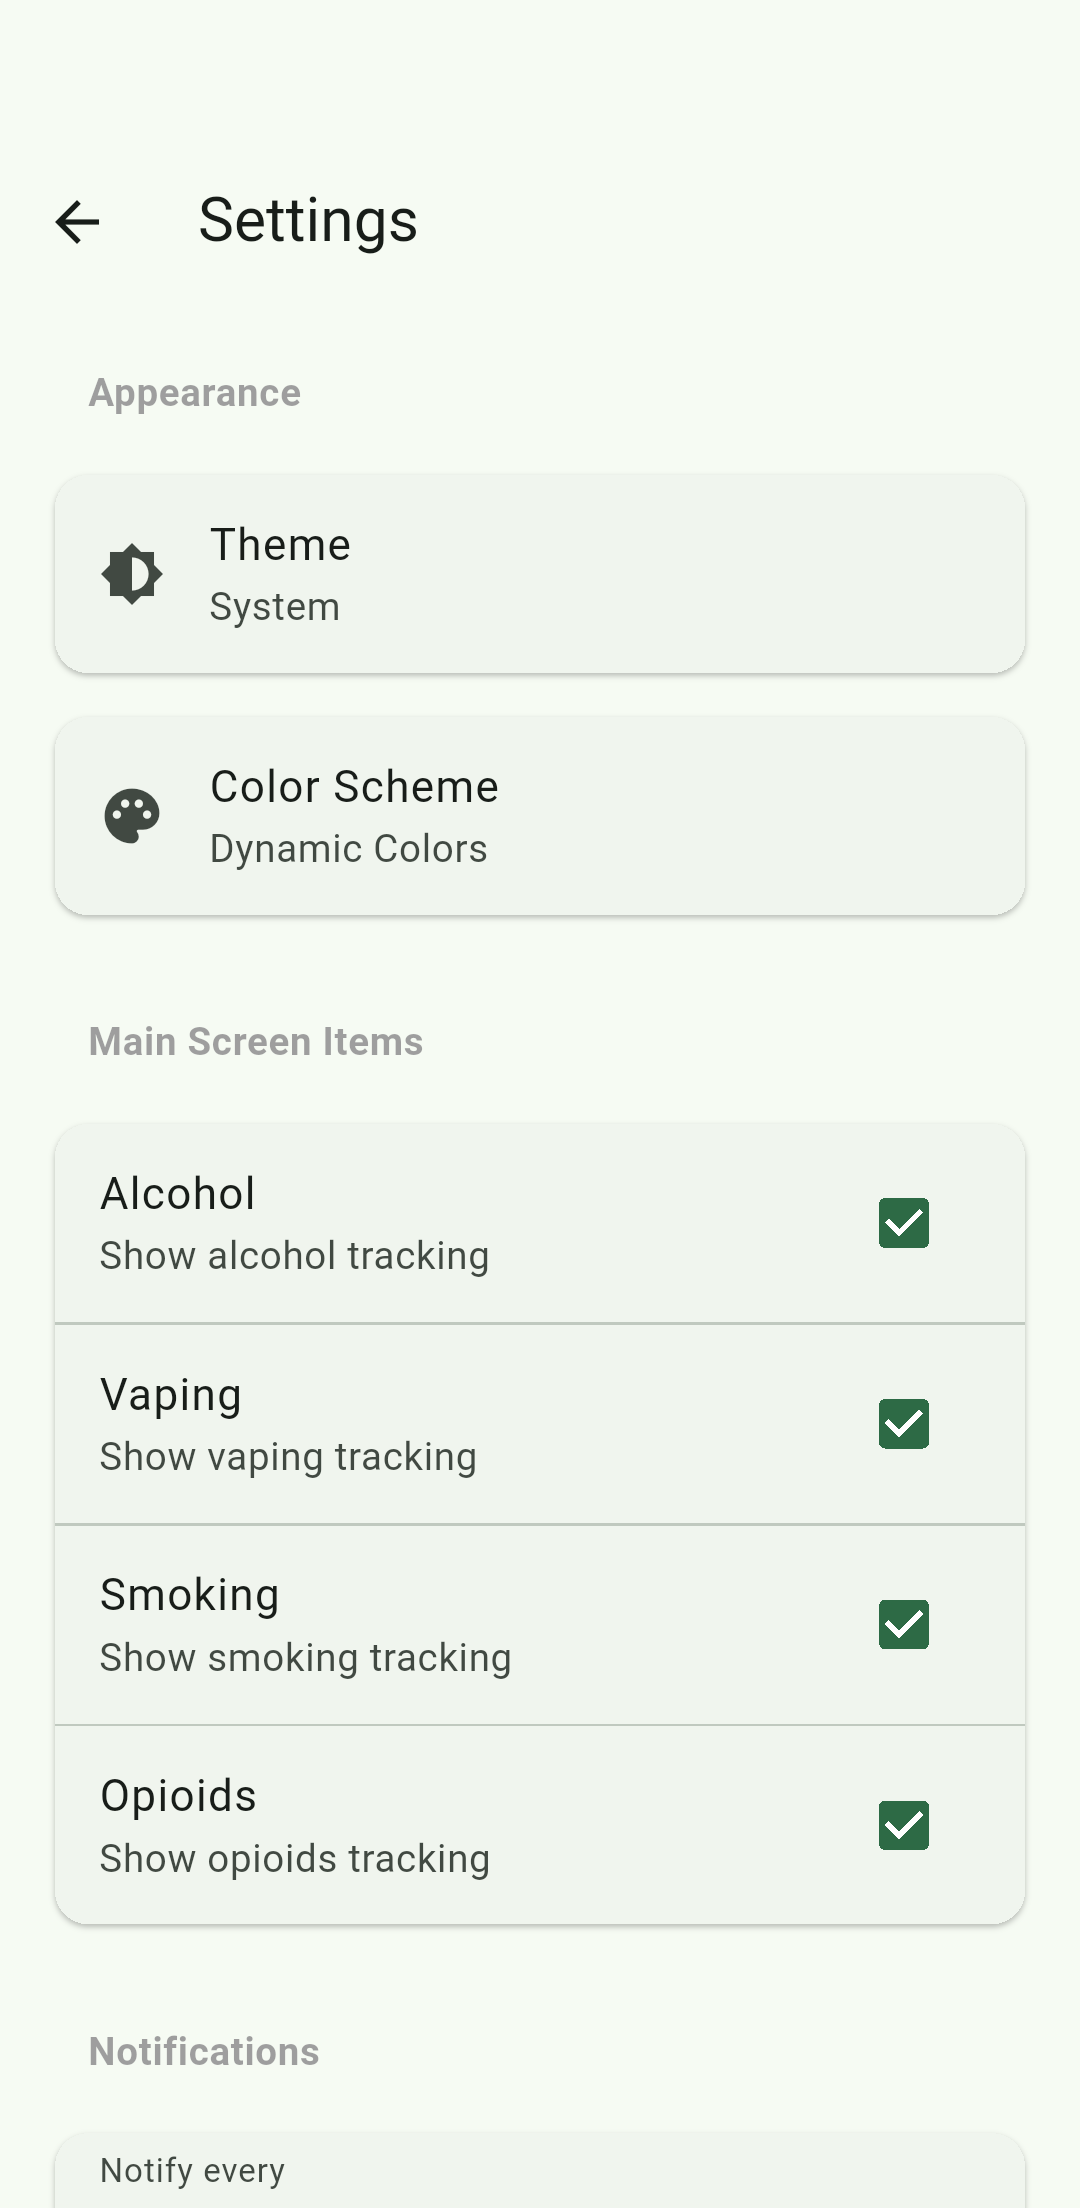 Settings
Appearance
Theme
System
Color Scheme
Dynamic Colors
Main Screen Items
Alcohol
Show alcohol tracking
Vaping
Show vaping tracking
Smoking
Show smoking tracking
Opioids
Show opioids tracking
Notifications
Notify every